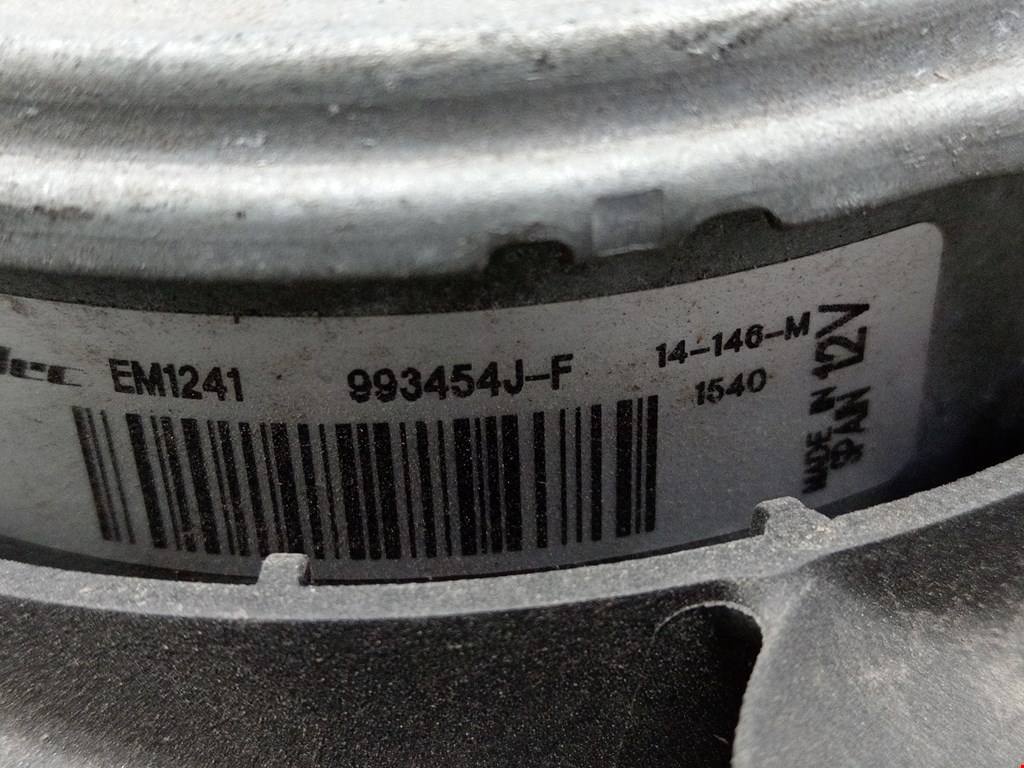 EM1241 993454J-F 14-146-M
1540
MADE IN 12V
SPAIN